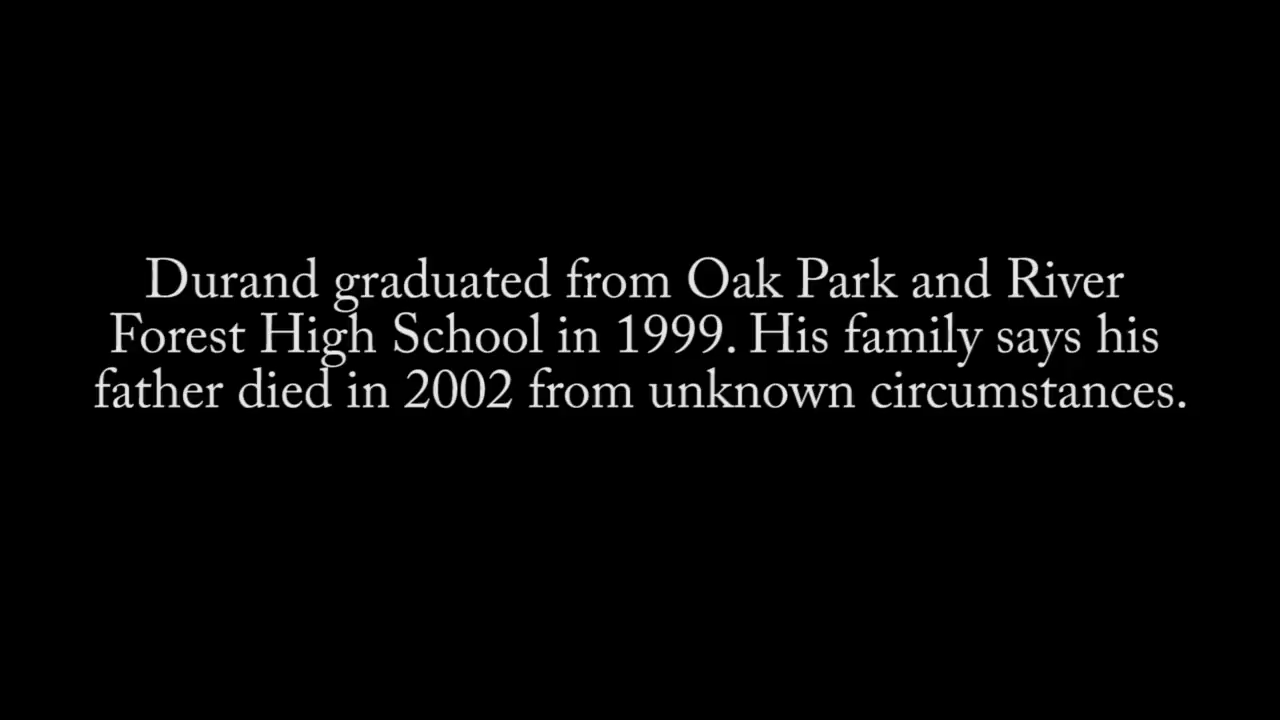 Durand graduated from Oak Park and River
Forest High School in 1999. His family says his
father died in 2002 from unknown circumstances.